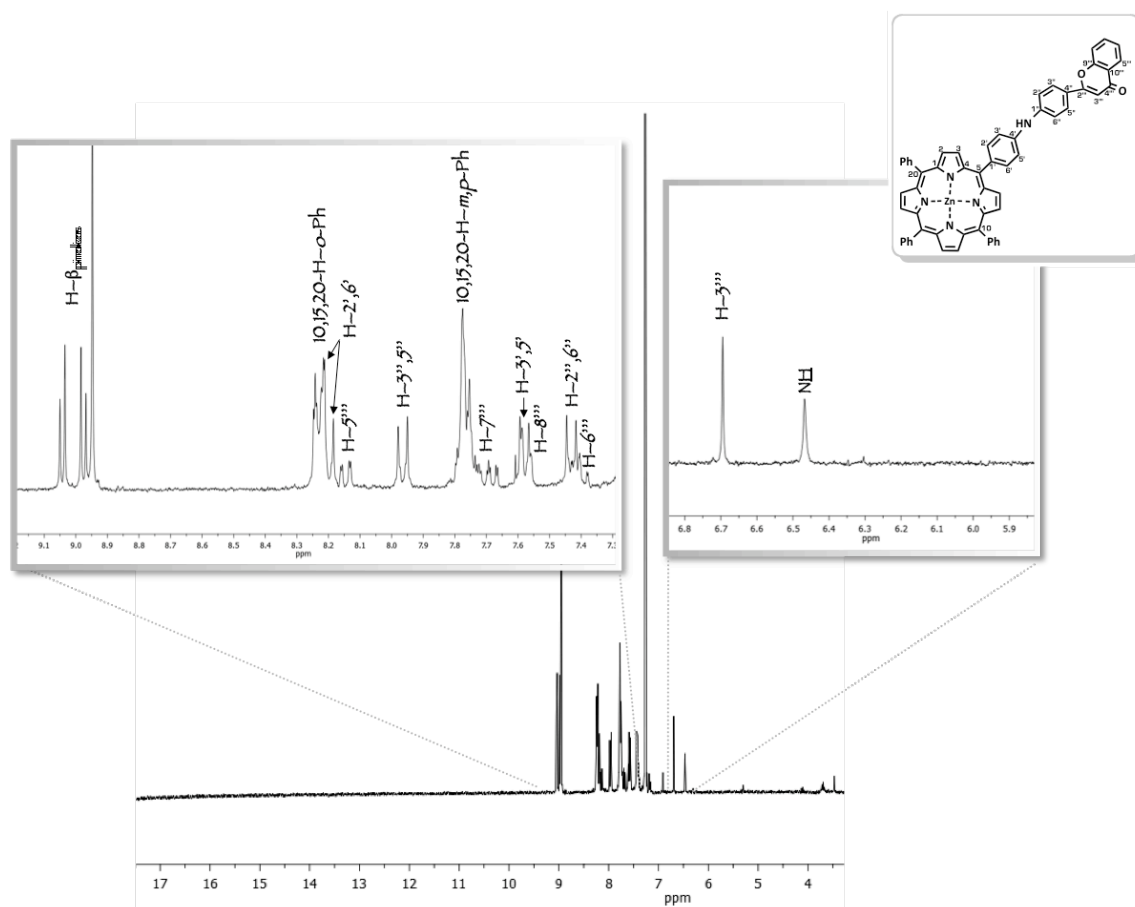 O
O
HN
N
N
N
N
Zn
Ph
Ph
Ph
1
2
3
4
5
10
20
1'
2'
3'
4'
5'
6'
1"
2"
3"
4"
5"
6"
2'''
3'''
4'''
5'''
9'''
10'''
H-β
10,15,20-H-o-Ph
H-2',6'
H-5'''
H-3",5"
10,15,20-H-m,p-Ph
H-7'''
H-3',5'
H-8'''
H-2",6"
H-6'''
9.1 9.0 8.9 8.8 8.7 8.6 8.5 8.4 8.3 8.2 8.1 8.0 7.9 7.8 7.7 7.6 7.5 7.4 7.3
ppm
H-3'''
NH
6.8 6.7 6.6 6.5 6.4 6.3 6.2 6.1 6.0 5.9
ppm
17 16 15 14 13 12 11 10 9 8 7 6 5 4
ppm